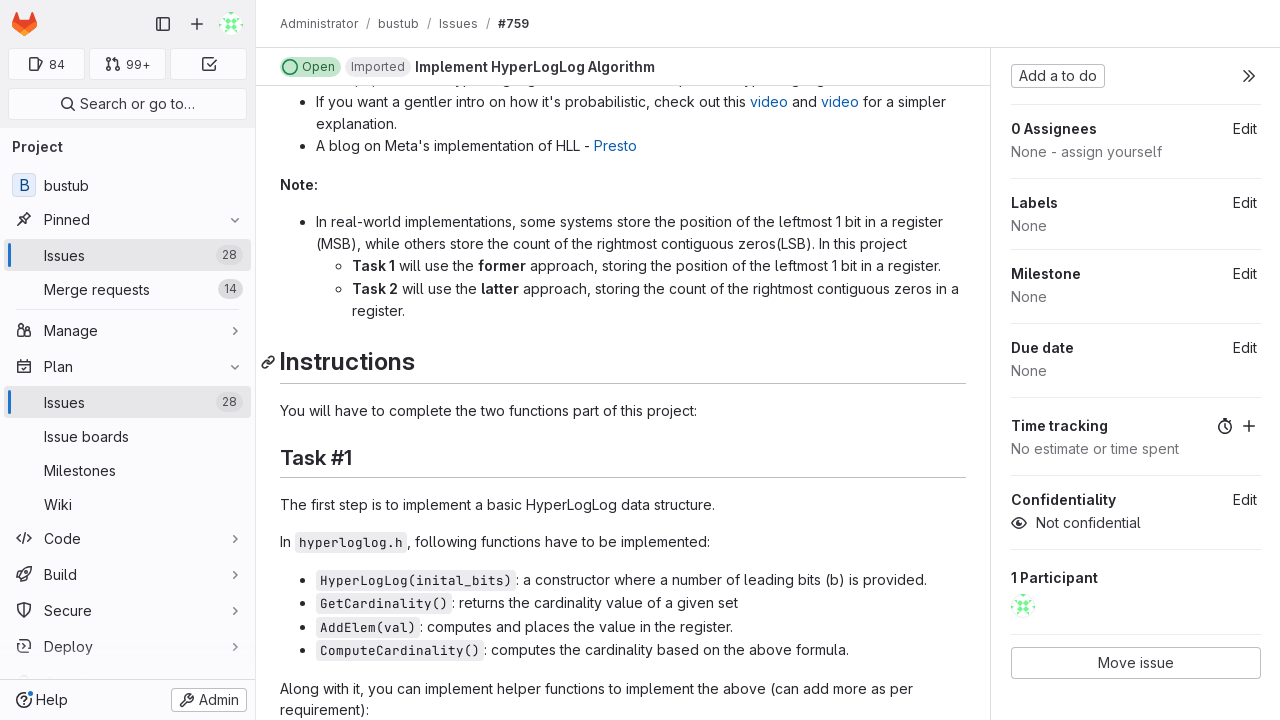 84
99+
Search or go to…
Project
B bustub
Pinned
Issues 28
Merge requests 14
Manage
Plan
Issues 28
Issue boards
Milestones
Wiki
Code
Build
Secure
Deploy
Help
Admin
Administrator / bustub / Issues / #759
Open Imported Implement HyperLogLog Algorithm
If you want a gentler intro on how it's probabilistic, check out this video and video for a simpler
explanation.
A blog on Meta's implementation of HLL - Presto
Note:
In real-world implementations, some systems store the position of the leftmost 1 bit in a register
(MSB), while others store the count of the rightmost contiguous zeros(LSB). In this project
Task 1 will use the former approach, storing the position of the leftmost 1 bit in a register.
Task 2 will use the latter approach, storing the count of the rightmost contiguous zeros in a
register.
Instructions
You will have to complete the two functions part of this project:
Task #1
The first step is to implement a basic HyperLogLog data structure.
In hyperloglog.h, following functions have to be implemented:
HyperLogLog(inital_bits): a constructor where a number of leading bits (b) is provided.
GetCardinality(): returns the cardinality value of a given set
AddElem(val): computes and places the value in the register.
ComputeCardinality(): computes the cardinality based on the above formula.
Along with it, you can implement helper functions to implement the above (can add more as per
requirement):
Add a to do
0 Assignees Edit
None - assign yourself
Labels Edit
None
Milestone Edit
None
Due date Edit
None
Time tracking
No estimate or time spent
Confidentiality Edit
Not confidential
1 Participant
Move issue